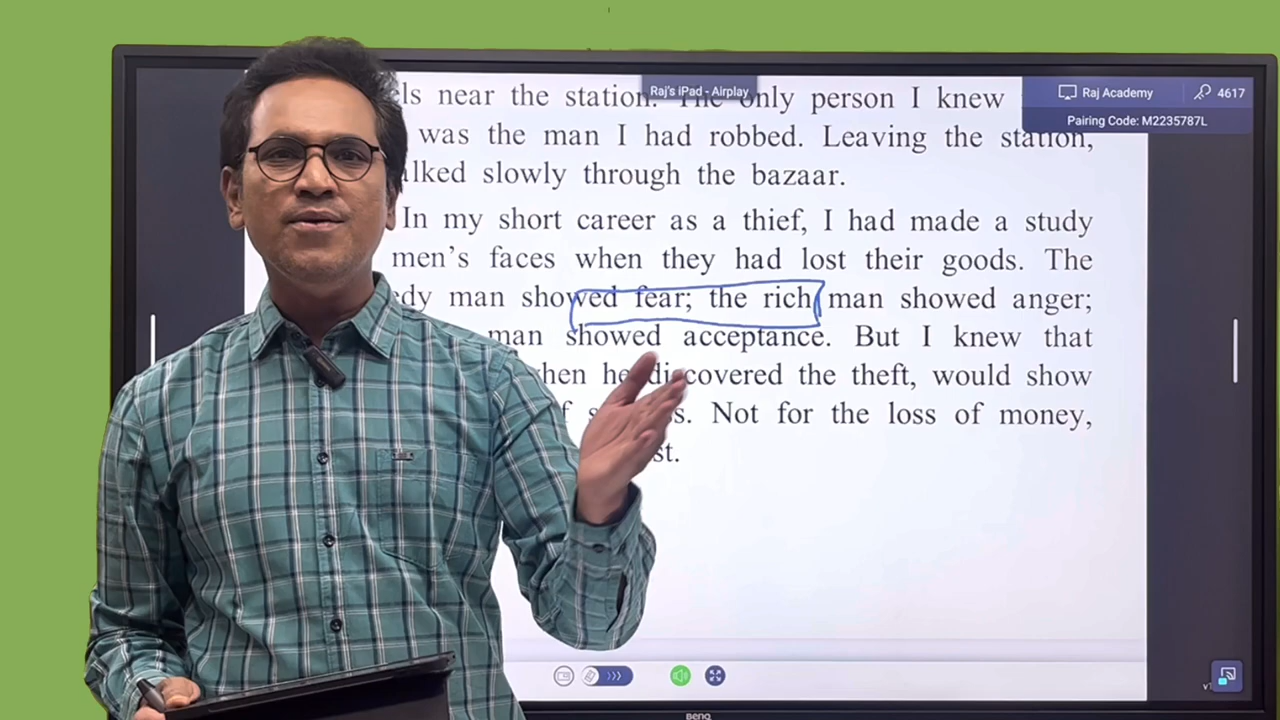 Raj's iPad - Airplay
Raj Academy 4617
Pairing Code: M2235787L
near the station. The only person I knew
was the man I had robbed. Leaving the station,
slowly through the bazaar.
In my short career as a thief, I had made a study
men's faces when they had lost their goods. The
man showed fear; the rich man showed anger;
man showed acceptance. But I knew that
he discovered the theft, would show
Not for the loss of money,
BenQ